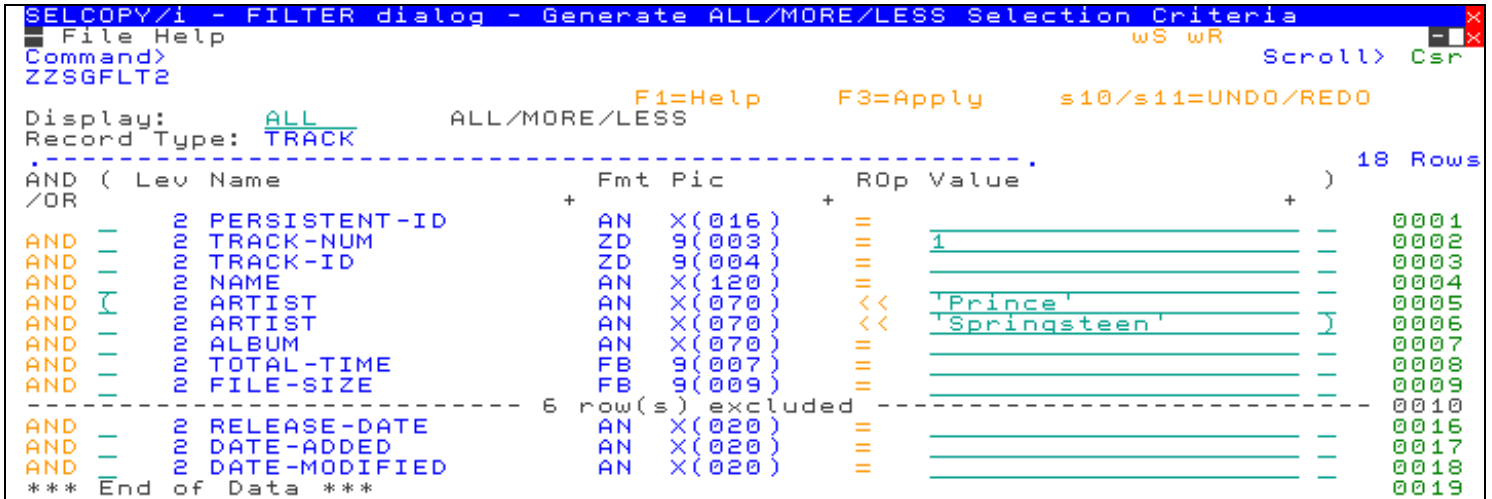 SELCOPY/i - FILTER dialog - Generate ALL/MORE/LESS Selection Criteria x
File Help wS wR - x
Command> Scroll> Csr
ZZSGFLT2
F1=Help F3=Apply s10/s11=UNDO/REDO
Display: ALL ALL/MORE/LESS
Record Type: TRACK
.------------------------------------------------------. 18 Rows
AND ( Lev Name Fmt Pic ROp Value )
/OR + + +
2 PERSISTENT-ID AN X(016) = 0001
AND _ 2 TRACK-NUM ZD 9(003) = 1 0002
AND _ 2 TRACK-ID ZD 9(004) = 0003
AND _ 2 NAME AN X(120) = 0004
AND ( 2 ARTIST AN X(070) << 'Prince' 0005
AND _ 2 ARTIST AN X(070) << 'Springsteen' ) 0006
AND _ 2 ALBUM AN X(070) = 0007
AND _ 2 TOTAL-TIME FB 9(007) = 0008
AND _ 2 FILE-SIZE FB 9(009) = 0009
--------------------------- 6 row(s) excluded --------------------------- 0010
AND _ 2 RELEASE-DATE AN X(020) = 0016
AND _ 2 DATE-ADDED AN X(020) = 0017
AND _ 2 DATE-MODIFIED AN X(020) = 0018
*** End of Data *** 0019